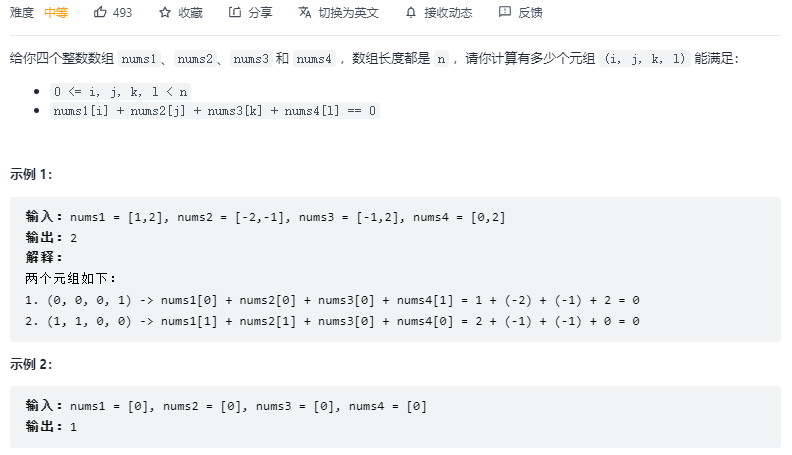 难度 中等 493 收藏 分享 切换为英文 接收动态 反馈
给你四个整数数组 nums1、nums2、nums3 和 nums4 ，数组长度都是 n ，请你计算有多少个元组 (i, j, k, l) 能满足：
0 <= i, j, k, l < n
nums1[i] + nums2[j] + nums3[k] + nums4[l] == 0
示例 1：
输入：nums1 = [1,2], nums2 = [-2,-1], nums3 = [-1,2], nums4 = [0,2]
输出：2
解释：
两个元组如下：
1. (0, 0, 0, 1) -> nums1[0] + nums2[0] + nums3[0] + nums4[1] = 1 + (-2) + (-1) + 2 = 0
2. (1, 1, 0, 0) -> nums1[1] + nums2[1] + nums3[0] + nums4[0] = 2 + (-1) + (-1) + 0 = 0
示例 2：
输入：nums1 = [0], nums2 = [0], nums3 = [0], nums4 = [0]
输出：1